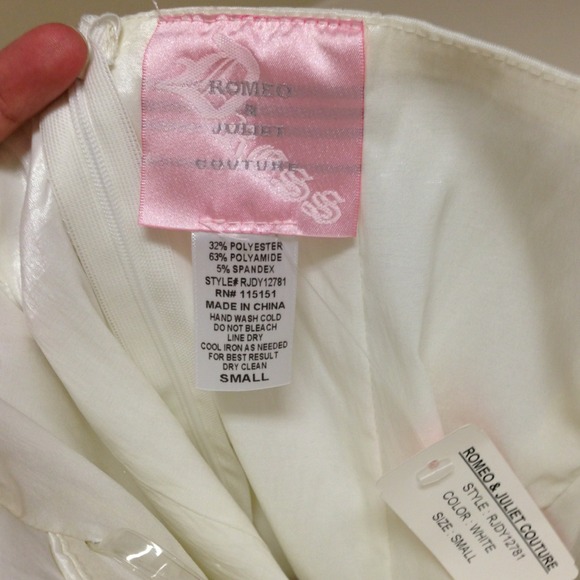 ROMEO
&
JULIET
COUTURE
32% POLYESTER
63% POLYAMIDE
5% SPANDEX
STYLE# RJDY12781
RN# 115151
MADE IN CHINA
HAND WASH COLD
DO NOT BLEACH
LINE DRY
COOL IRON AS NEEDED
FOR BEST RESULT
DRY CLEAN
SMALL
ROMEO & JULIET COUTURE
STYLE : RJDY12781
COLOR : WHITE
SIZE: SMALL